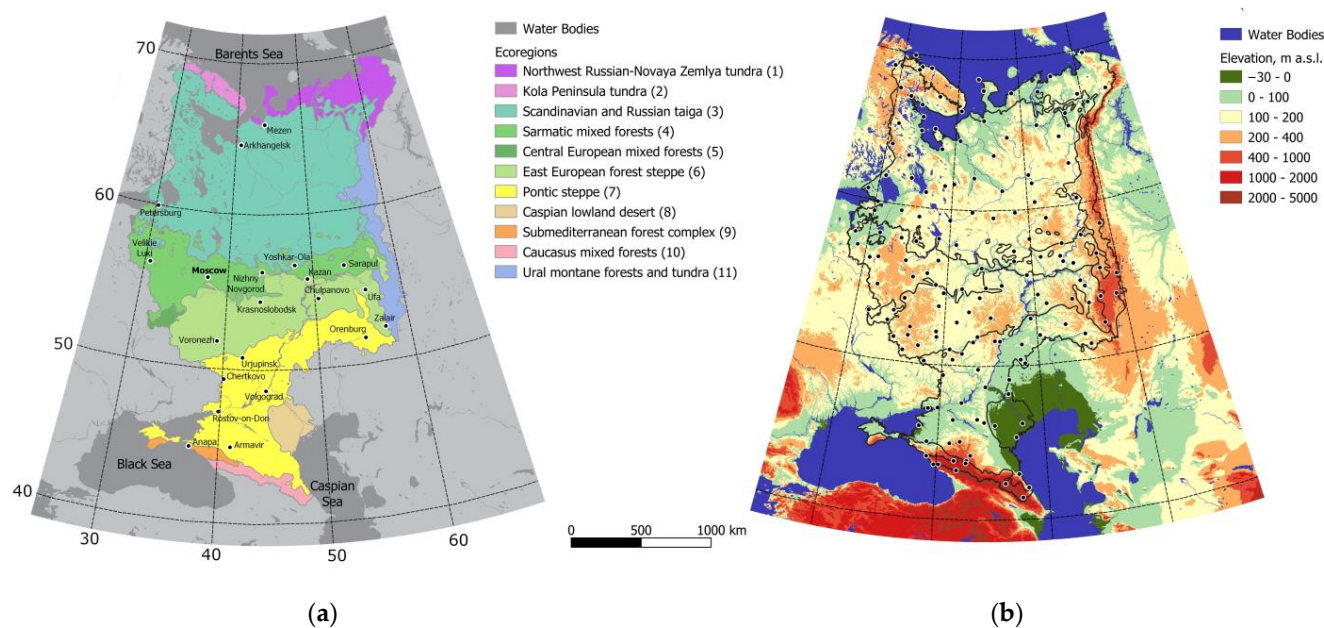 70
60
50
40
30
40
50
60
Barents Sea
Mezen
Arkhangelsk
Petersburg
Velikie
Luki
Moscow
Yoshkar-Ola
Nizhny
Novgorod
Kazan
Sarapul
Chulpanovo
Ufa
Krasnoslobodsk
Zalair
Orenburg
Voronezh
Urjupinsk
Chertkovo
Volgograd
Rostov-on-Don
Anapa
Armavir
Black Sea
Caspian
Sea
Water Bodies
Ecoregions
Northwest Russian-Novaya Zemlya tundra (1)
Kola Peninsula tundra (2)
Scandinavian and Russian taiga (3)
Sarmatic mixed forests (4)
Central European mixed forests (5)
East European forest steppe (6)
Pontic steppe (7)
Caspian lowland desert (8)
Submediterranean forest complex (9)
Caucasus mixed forests (10)
Ural montane forests and tundra (11)
0 500 1000 km
Water Bodies
Elevation, m a.s.l.
−30 - 0
0 - 100
100 - 200
200 - 400
400 - 1000
1000 - 2000
2000 - 5000
(a)
(b)